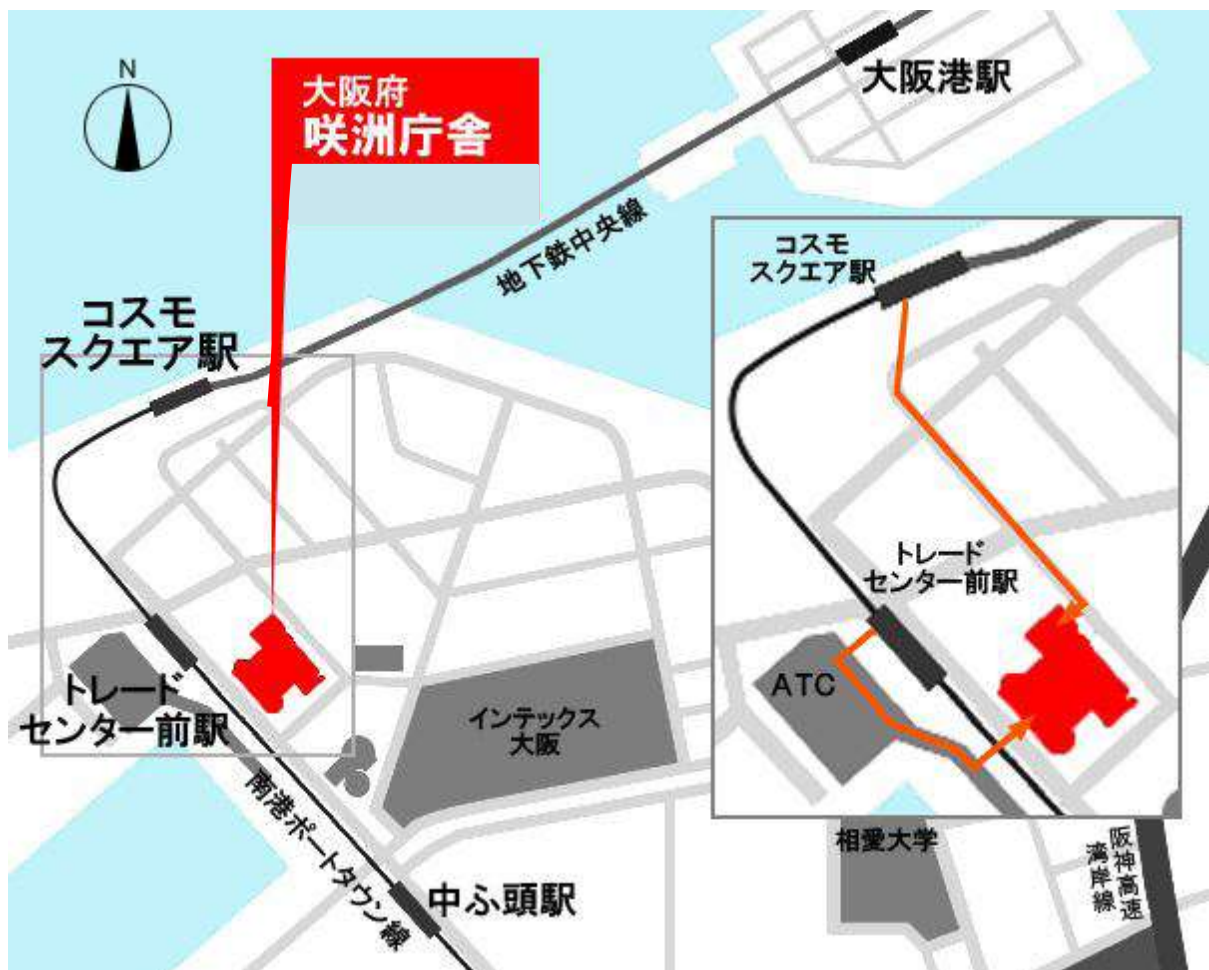 N
大阪府
咲洲庁舎
大阪港駅
地下鉄中央線
コスモ
スクエア駅
コスモ
スクエア駅
トレード
センター前駅
ATC
トレード
センター前駅
インテックス
大阪
南港ポートタウン線
中ふ頭駅
相愛大学
阪神高速
湾岸線